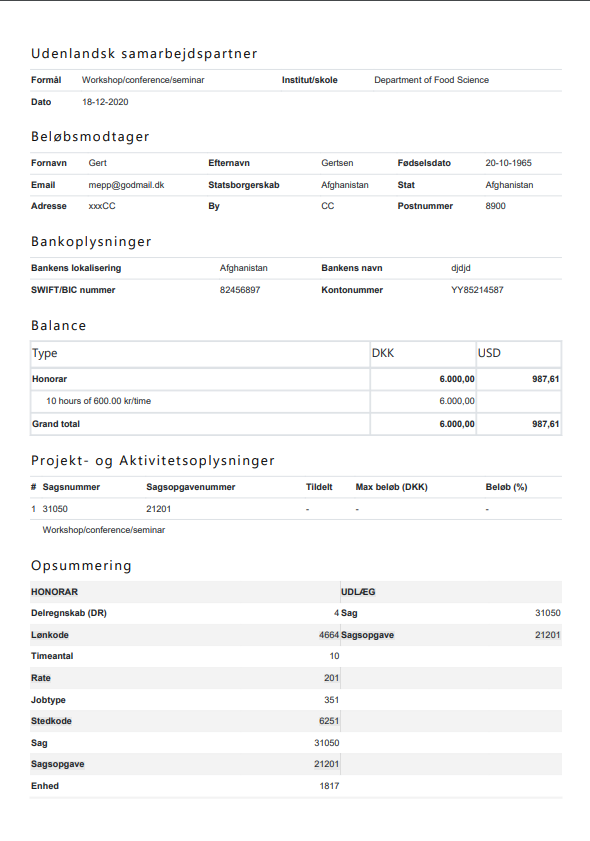 Udenlandsk samarbejdspartner
Formål Workshop/conference/seminar Institut/skole Department of Food Science
Dato 18-12-2020
Beløbsmodtager
Fornavn Gert Efternavn Gertsen Fødselsdato 20-10-1965
Email mepp@godmail.dk Statsborgerskab Afghanistan Stat Afghanistan
Adresse xxxCC By CC Postnummer 8900
Bankoplysninger
Bankens lokalisering Afghanistan Bankens navn djdjd
SWIFT/BIC nummer 82456897 Kontonummer YY85214587
Balance
Type DKK USD
Honorar 6.000,00 987,61
10 hours of 600.00 kr/time 6.000,00
Grand total 6.000,00 987,61
Projekt- og Aktivitetsoplysninger
# Sagsnummer Sagsopgavenummer Tildelt Max beløb (DKK) Beløb (%)
1 31050 21201 - - -
Workshop/conference/seminar
Opsummering
HONORAR UDLÆG
Delregnskab (DR) 4 Sag 31050
Lønkode 4664 Sagsopgave 21201
Timeantal 10
Rate 201
Jobtype 351
Stedkode 6251
Sag 31050
Sagsopgave 21201
Enhed 1817